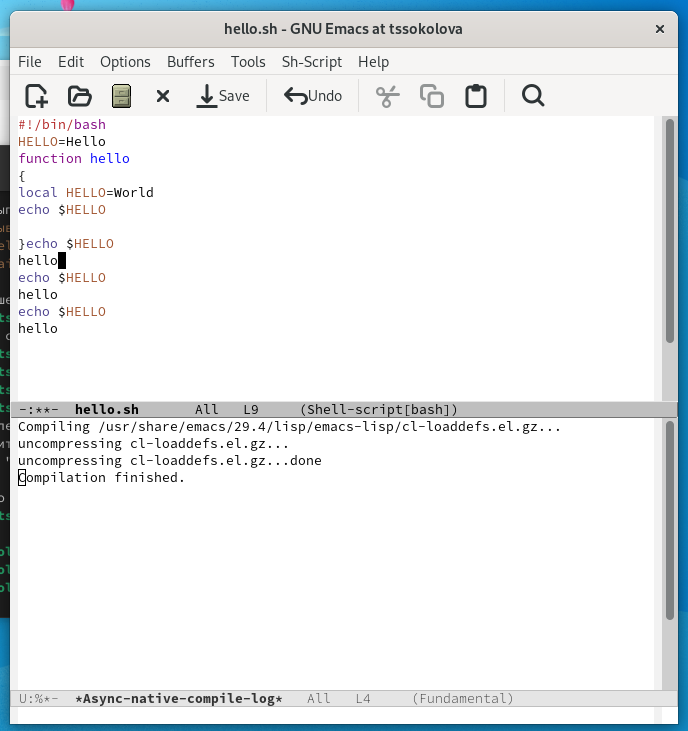 hello.sh - GNU Emacs at tssokolova
File Edit Options Buffers Tools Sh-Script Help
Save Undo
#!/bin/bash
HELLO=Hello
function hello
{
local HELLO=World
echo $HELLO
}echo $HELLO
hello
echo $HELLO
hello
echo $HELLO
hello
-:**- hello.sh All L9 (Shell-script[bash])
Compiling /usr/share/emacs/29.4/lisp/emacs-lisp/cl-loaddefs.el.gz...
uncompressing cl-loaddefs.el.gz...
uncompressing cl-loaddefs.el.gz...done
Compilation finished.
U:%*- *Async-native-compile-log* All L4 (Fundamental)